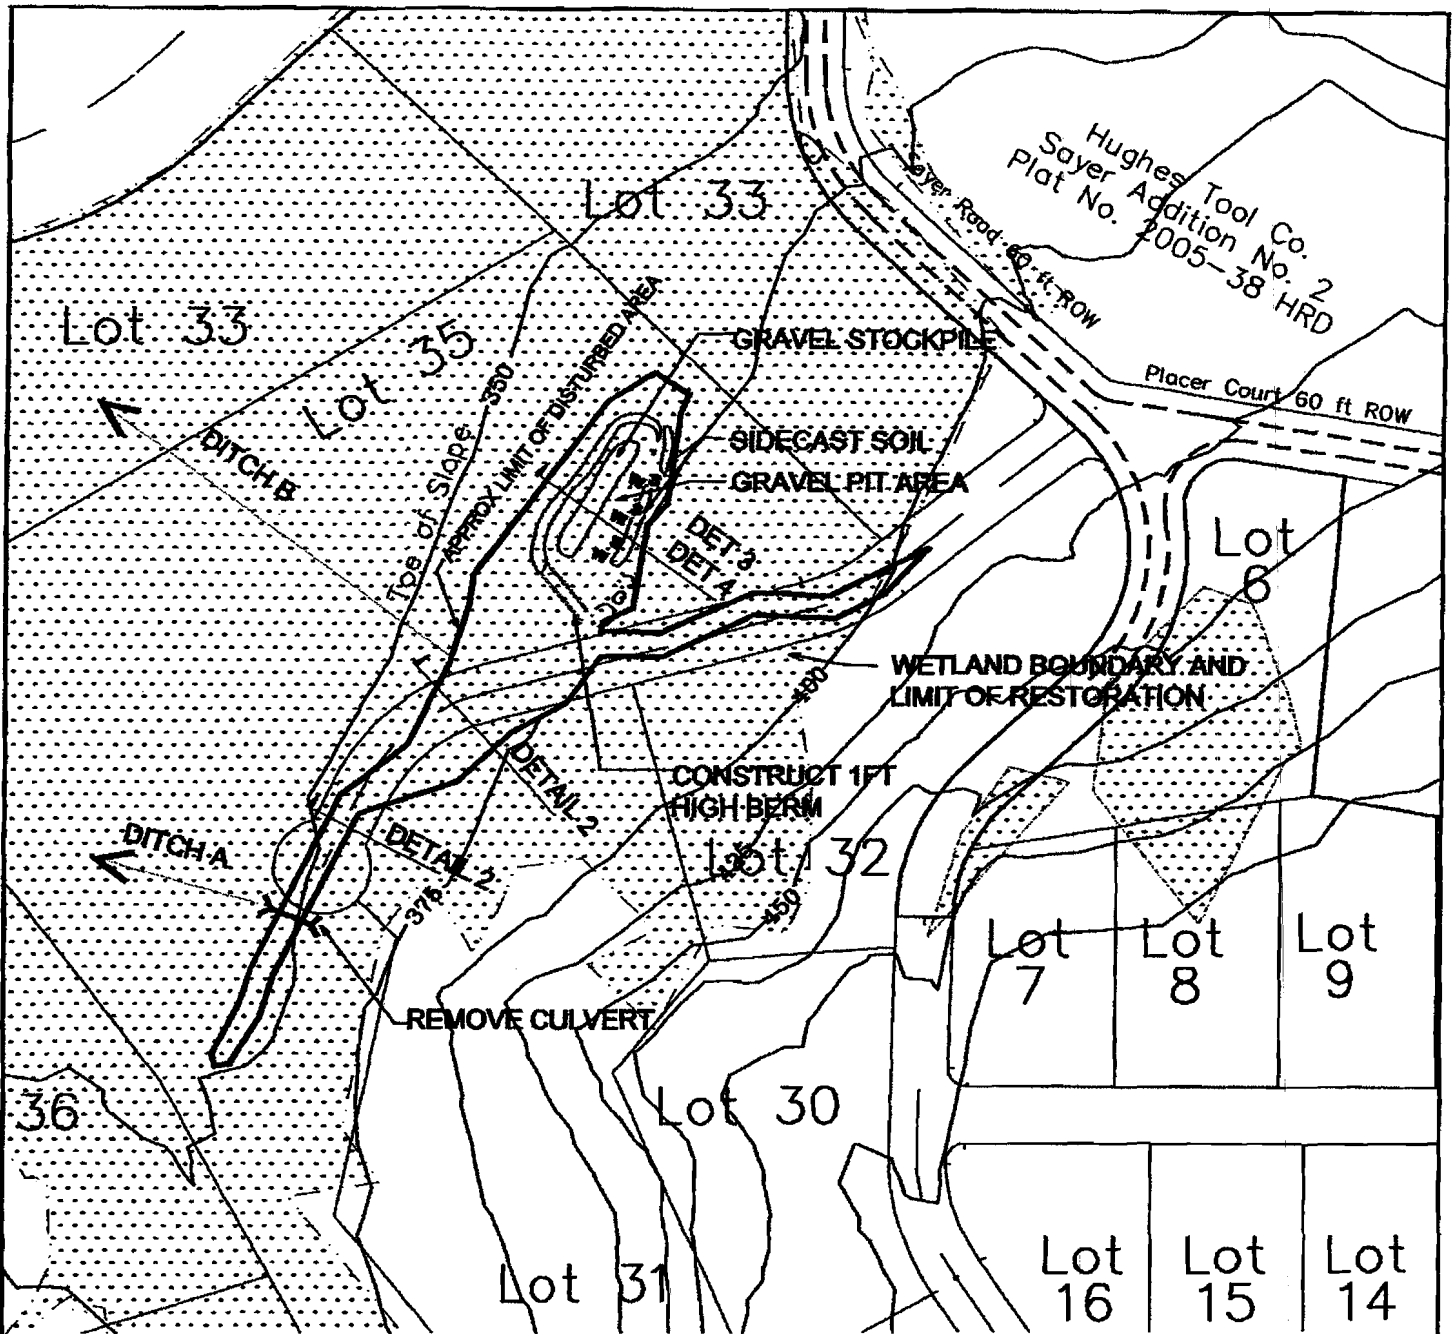 Hughes Tool Co.
Sayer Addition No. 2
Plat No. 2005-38 HRD
Sayer Road 60 ft ROW
Lot 33
Lot 33
Lot 35
GRAVEL STOCKPILE
Placer Court 60 ft ROW
350
Toe of Slope
APPROX LIMIT OF DISTURBED AREA
DITCH B
SIDECAST SOIL
GRAVEL PIT AREA
DET 3
DET 4
Lot
6
WETLAND BOUNDARY AND
LIMIT OF RESTORATION
400
CONSTRUCT 1FT
HIGH BERM
DETAIL 2
DITCH A
DETAIL 2
Lot 32
425
450
375
Lot
7
Lot
8
Lot
9
REMOVE CULVERT
36
Lot 30
Lot 31
Lot
16
Lot
15
Lot
14